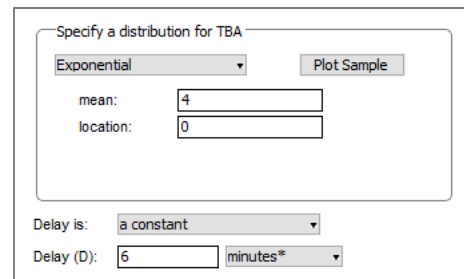 Specify a distribution for TBA
Exponential Plot Sample
mean: 4
location: 0
Delay is: a constant
Delay (D): 6 minutes*